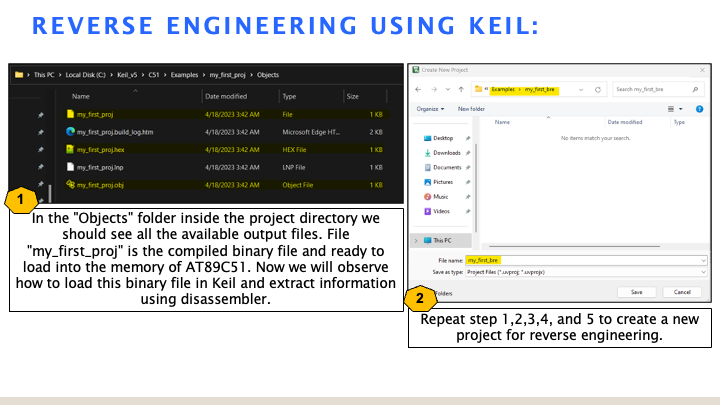 REVERSE ENGINEERING USING KEIL:
This PC > Local Disk (C:) > Keil_v5 > C51 > Examples > my_first_proj > Objects
Name Date modified Type Size
my_first_proj 4/18/2023 3:42 AM File 1 KB
my_first_proj.build_log.htm 4/18/2023 3:42 AM Microsoft Edge HT... 2 KB
my_first_proj.hex 4/18/2023 3:42 AM HEX File 1 KB
my_first_proj.lnp 4/18/2023 3:42 AM LNP File 1 KB
my_first_proj.obj 4/18/2023 3:42 AM Object File 1 KB
1
In the "Objects" folder inside the project directory we
should see all the available output files. File
"my_first_proj" is the compiled binary file and ready to
load into the memory of AT89C51. Now we will observe
how to load this binary file in Keil and extract information
using disassembler.
Create New Project
« Examples > my_first_bre
Search my_first_bre
Organize New folder
Name Date modified Type
No items match your search.
Desktop
Downloads
Documents
Pictures
Music
Videos
This PC
File name: my_first_bre
Save as type: Project Files (*.uvproj; *.uvprojx)
Folders
Save Cancel
2
Repeat step 1,2,3,4, and 5 to create a new
project for reverse engineering.